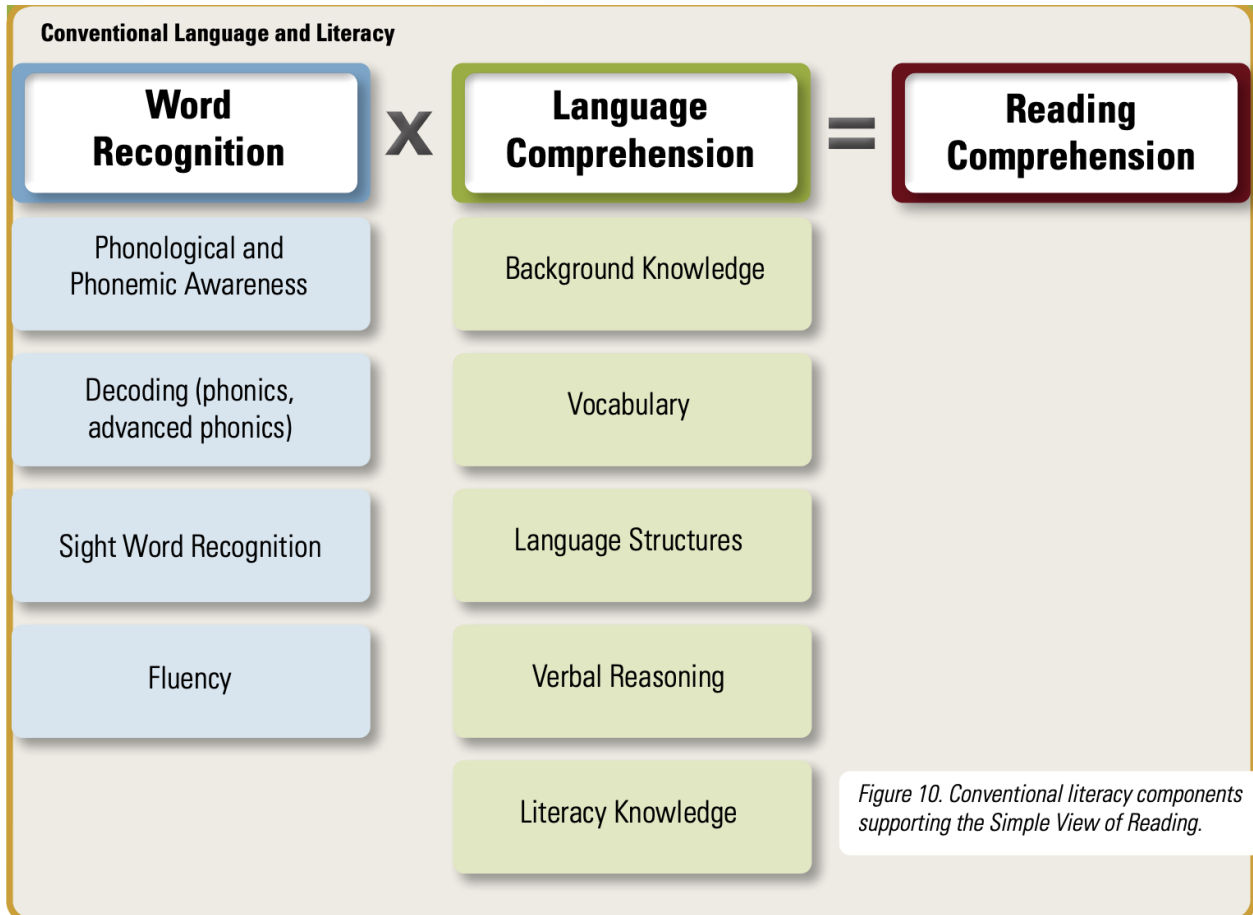 Conventional Language and Literacy
Word
Recognition
x
Language
Comprehension
=
Reading
Comprehension
Phonological and
Phonemic Awareness
Decoding (phonics,
advanced phonics)
Sight Word Recognition
Fluency
Background Knowledge
Vocabulary
Language Structures
Verbal Reasoning
Literacy Knowledge
Figure 10. Conventional literacy components
supporting the Simple View of Reading.